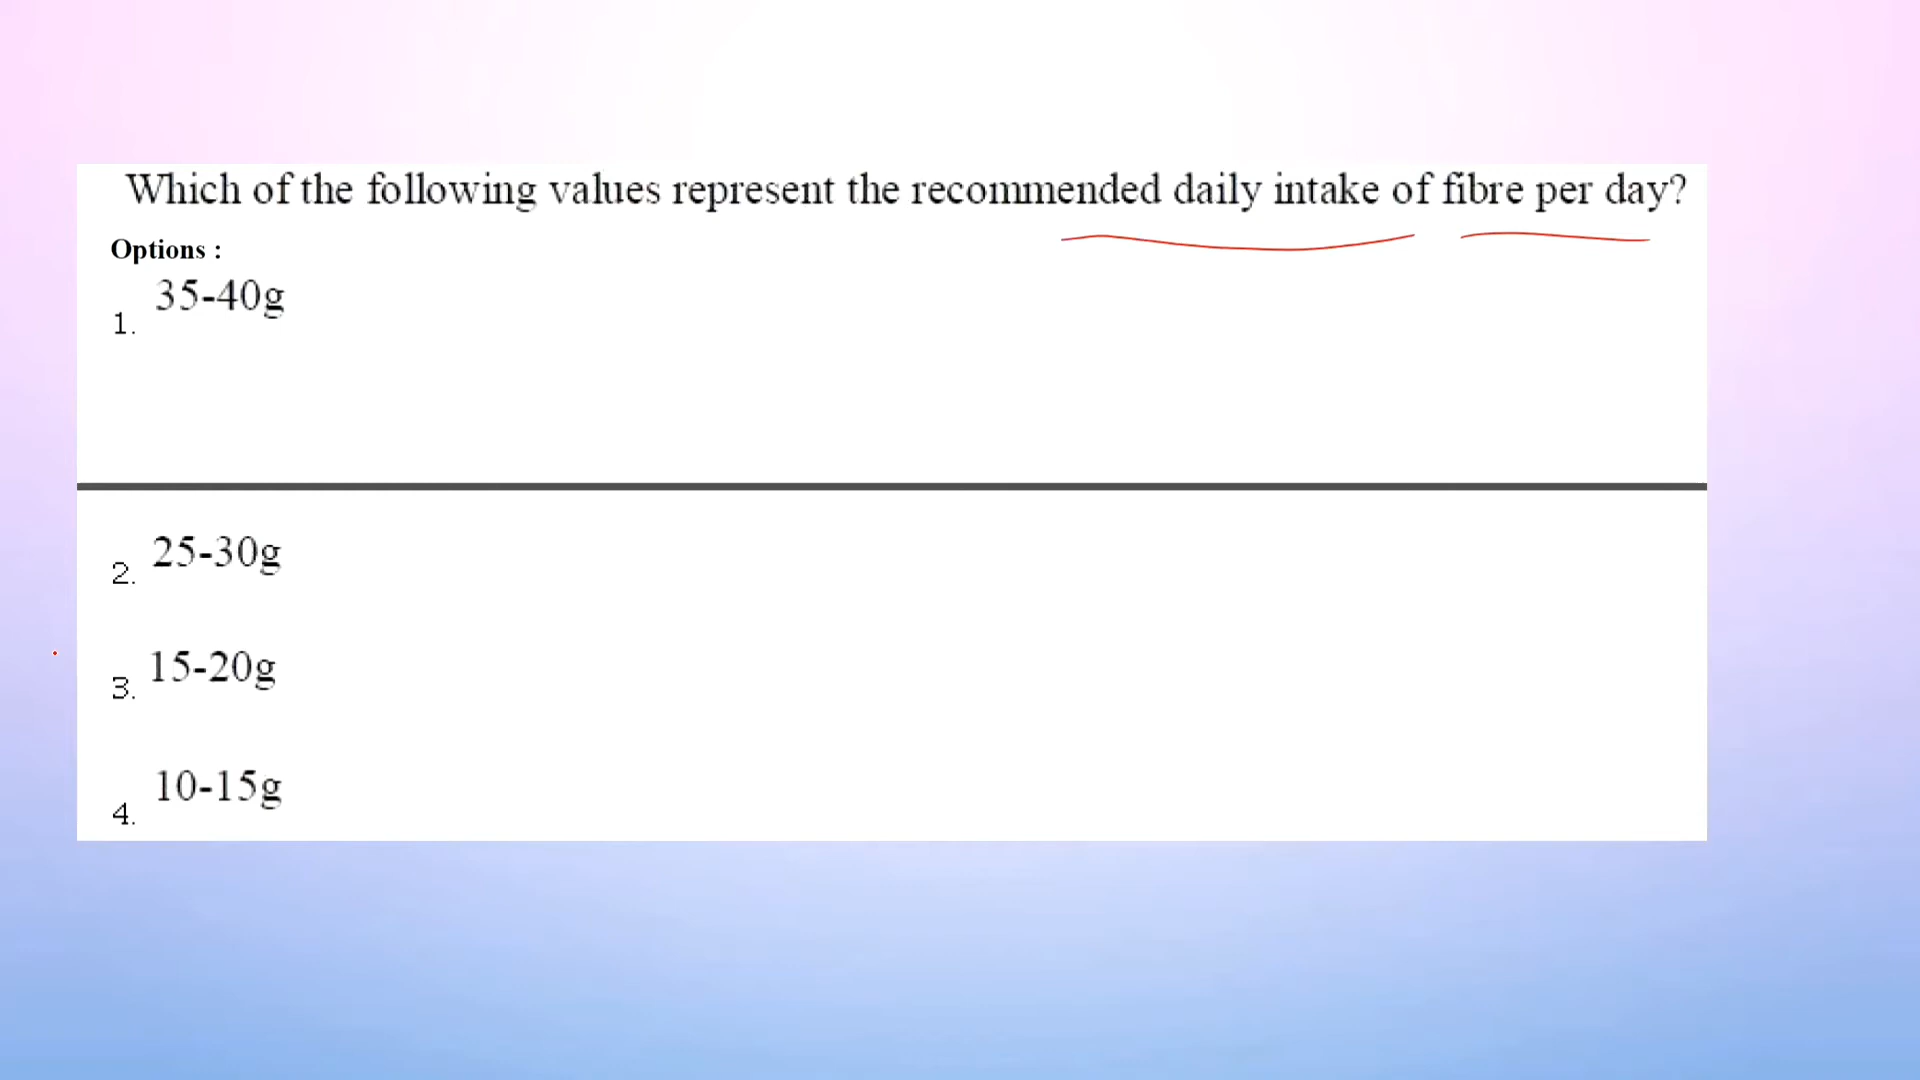 Which of the following values represent the recommended daily intake of fibre per day?
Options :
1. 35-40g
2. 25-30g
3. 15-20g
4. 10-15g